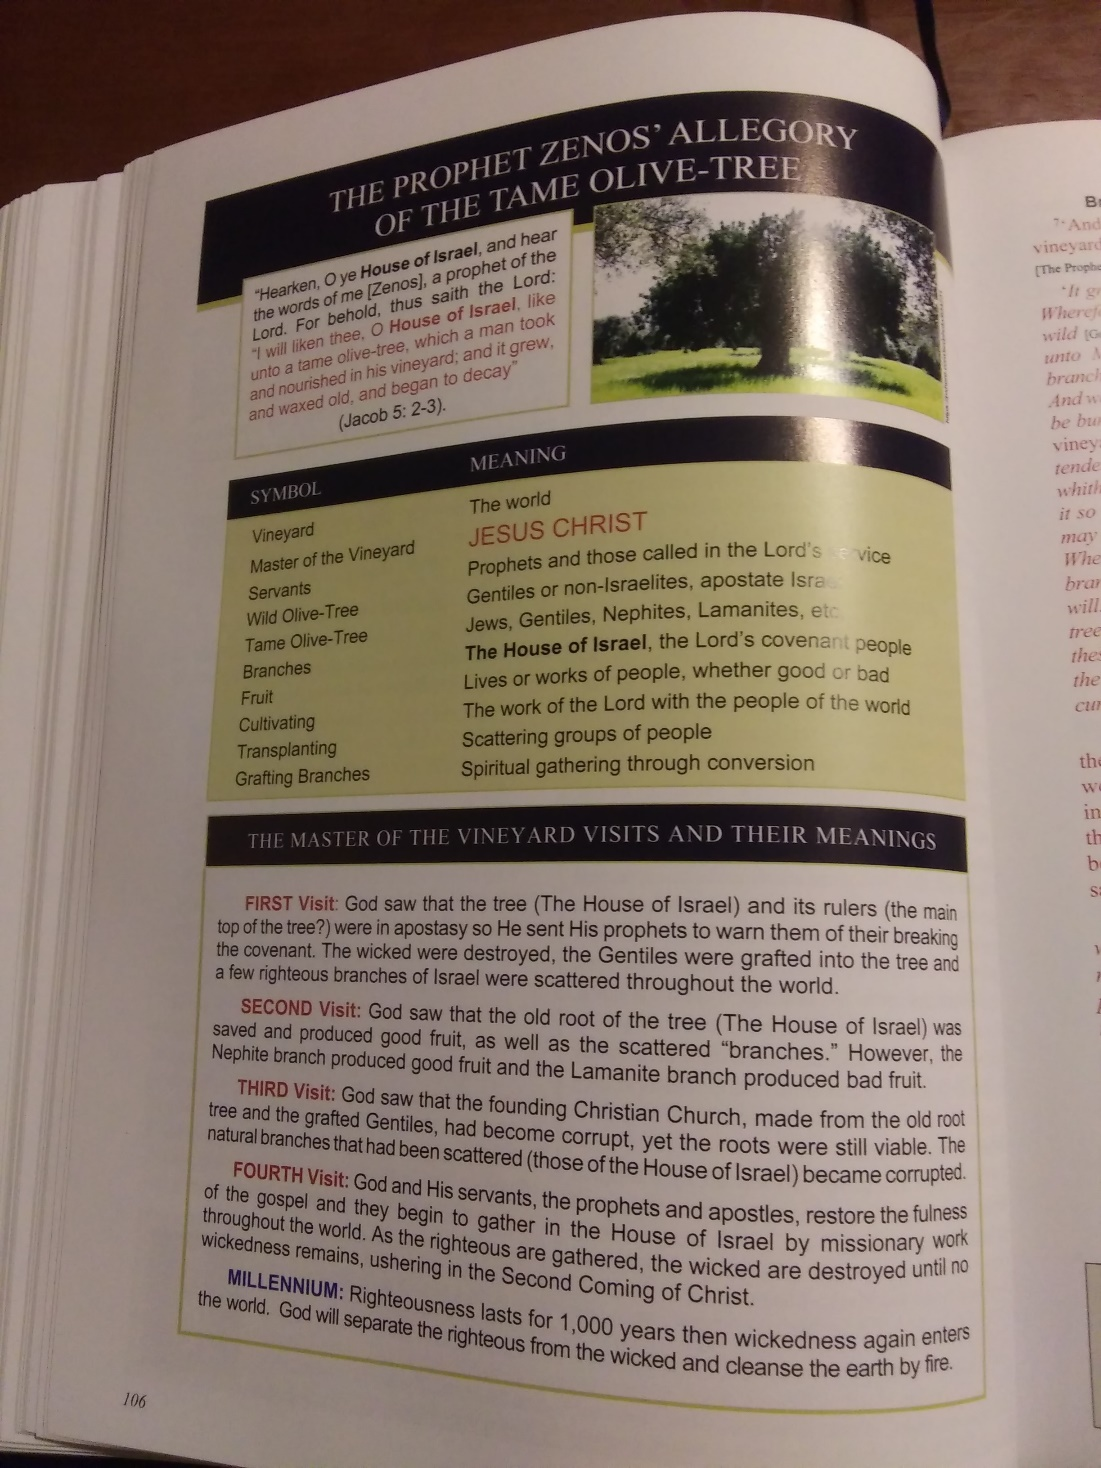 THE PROPHET ZENOS' ALLEGORY
OF THE TAME OLIVE-TREE
"Hearken, O ye House of Israel, and hear
the words of me [Zenos], a prophet of the
Lord. For behold, thus saith the Lord:
"I will liken thee, O House of Israel, like
unto a tame olive-tree, which a man took
and nourished in his vineyard; and it grew,
and waxed old, and began to decay"
(Jacob 5: 2-3).
SYMBOL MEANING
Vineyard The world
Master of the Vineyard JESUS CHRIST
Servants Prophets and those called in the Lord's
Wild Olive-Tree Gentiles or non-Israelites, apostate
Tame Olive-Tree Jews, Gentiles, Nephites, Lamanites, etc
Branches The House of Israel, the Lord's covenant people
Fruit Lives or works of people, whether good or bad
Cultivating The work of the Lord with the people of the world
Transplanting Scattering groups of people
Grafting Branches Spiritual gathering through conversion
THE MASTER OF THE VINEYARD VISITS AND THEIR MEANINGS
FIRST Visit: God saw that the tree (The House of Israel) and its rulers (the main
top of the tree?) were in apostasy so He sent His prophets to warn them of their breaking
the covenant. The wicked were destroyed, the Gentiles were grafted into the tree and
a few righteous branches of Israel were scattered throughout the world.
SECOND Visit: God saw that the old root of the tree (The House of Israel) was
saved and produced good fruit, as well as the scattered "branches." However, the
Nephite branch produced good fruit and the Lamanite branch produced bad fruit.
THIRD Visit: God saw that the founding Christian Church, made from the old root
tree and the grafted Gentiles, had become corrupt, yet the roots were still viable. The
natural branches that had been scattered (those of the House of Israel) became corrupted.
FOURTH Visit: God and His servants, the prophets and apostles, restore the fulness
of the gospel and they begin to gather in the House of Israel by missionary work
throughout the world. As the righteous are gathered, the wicked are destroyed until no
wickedness remains, ushering in the Second Coming of Christ.
MILLENNIUM: Righteousness lasts for 1,000 years then wickedness again enters
the world. God will separate the righteous from the wicked and cleanse the earth by fire.
106
7 And
vineyard
[The
It
wild
unto
And
be
it so
may
tree
the